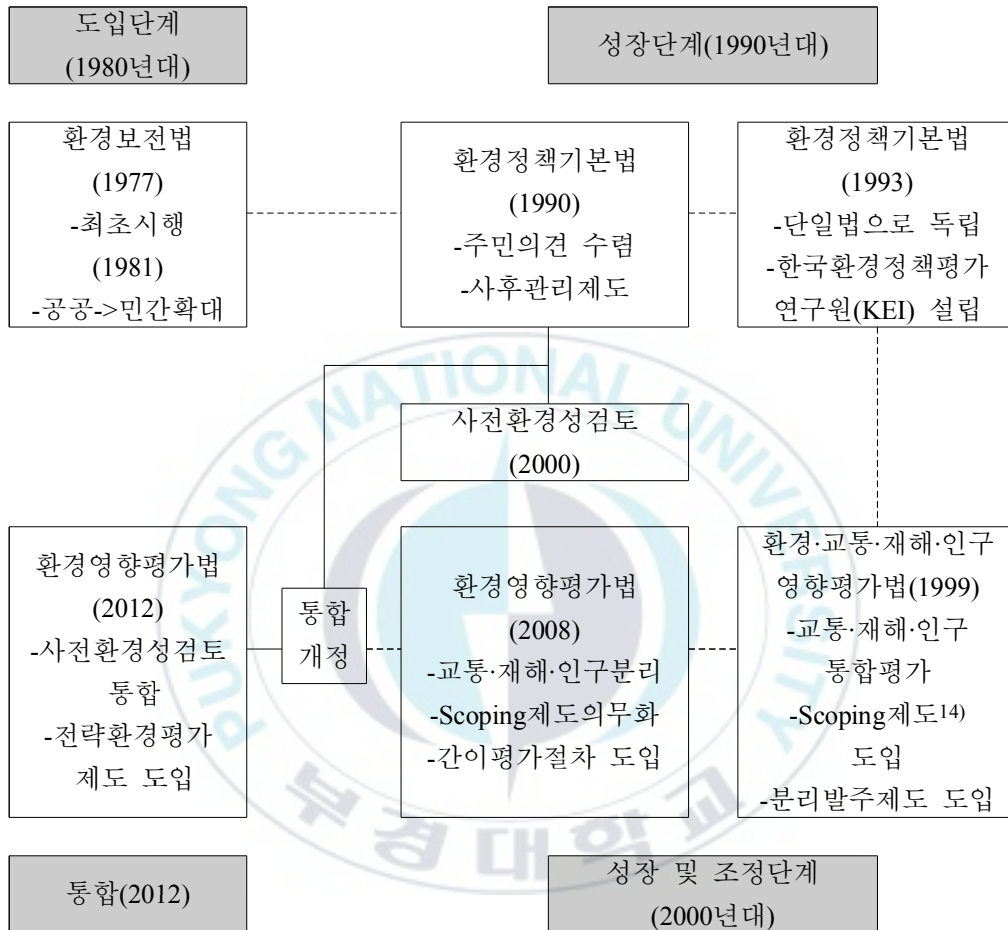 도입단계
(1980년대)
성장단계(1990년대)
환경보전법
(1977)
-최초시행
(1981)
-공공->민간확대
환경정책기본법
(1990)
-주민의견 수렴
-사후관리제도
환경정책기본법
(1993)
-단일법으로 독립
-한국환경정책평가
연구원(KEI) 설립
사전환경성검토
(2000)
환경영향평가법
(2012)
-사전환경성검토
통합
-전략환경평가
제도 도입
통합
개정
환경영향평가법
(2008)
-교통·재해·인구분리
-Scoping제도의무화
-간이평가절차 도입
환경·교통·재해·인구
영향평가법(1999)
-교통·재해·인구
통합평가
-Scoping제도14)
도입
-분리발주제도 도입
통합(2012)
성장 및 조정단계
(2000년대)
PUKYONG NATIONAL UNIVERSITY
부경대학교